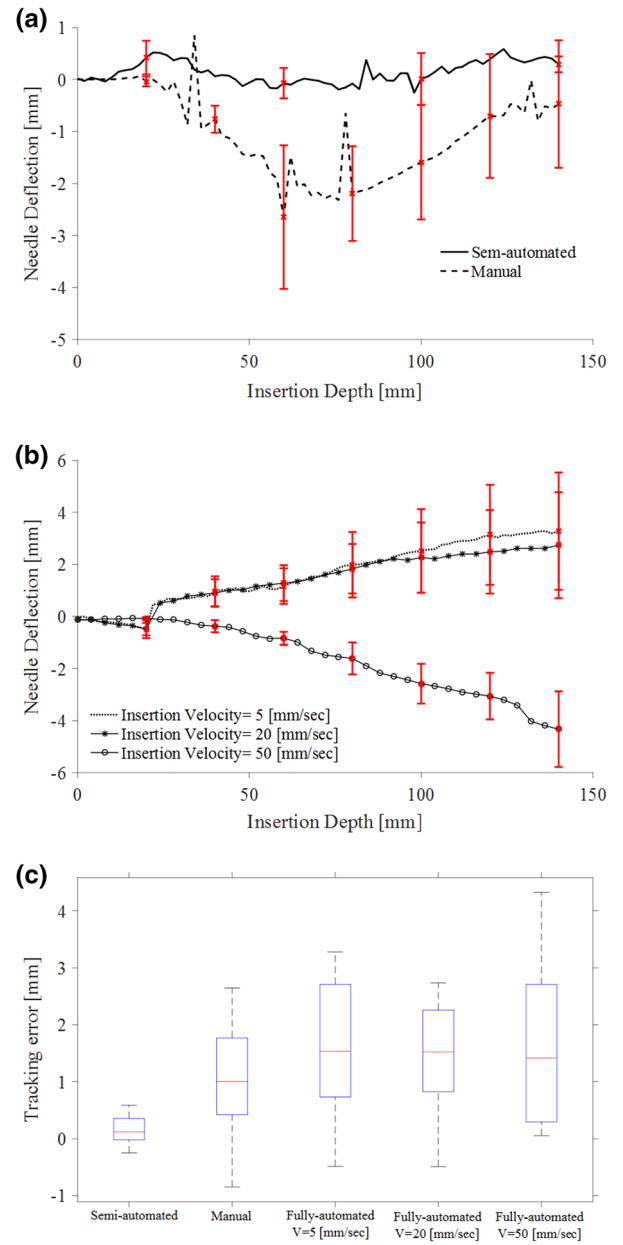 (a)
1
0
-1
-2
-3
-4
-5
Needle Deflection [mm]
Sem-automated
Manual
0
50
100
150
Insertion Depth [mm]
(b)
6
4
2
0
-2
-4
-6
Needle Deflection [mm]
Insertion Velocity= 5 [mm/sec]
Insertion Velocity= 20 [mm/sec]
Insertion Velocity= 50 [mm/sec]
0
50
100
150
Insertion Depth [mm]
(c)
4
3
2
1
0
-1
Tracking error [mm]
Semi-automated
Manual
Fully-automated
V=5 [mm/sec]
Fully-automated
V=20 [mm/sec]
Fully-automated
V=50 [mm/sec]